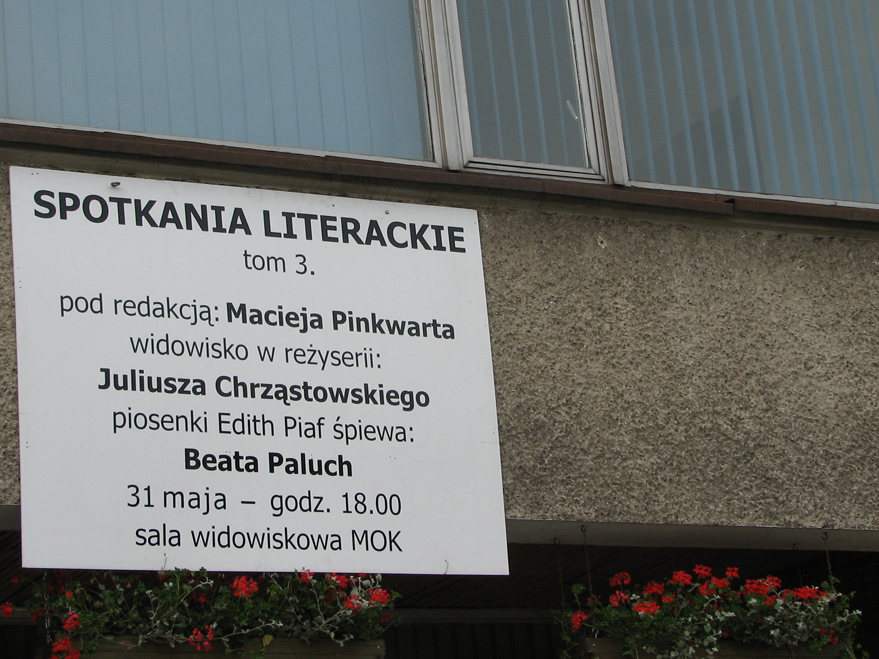 SPOTKANIA LITERACKIE
tom 3.
pod redakcją: Macieja Pinkwarta
widowisko w reżyserii:
Juliusza Chrząstowskiego
piosenki Edith Piaf śpiewa:
Beata Paluch
31 maja – godz. 18.00
sala widowiskowa MOK